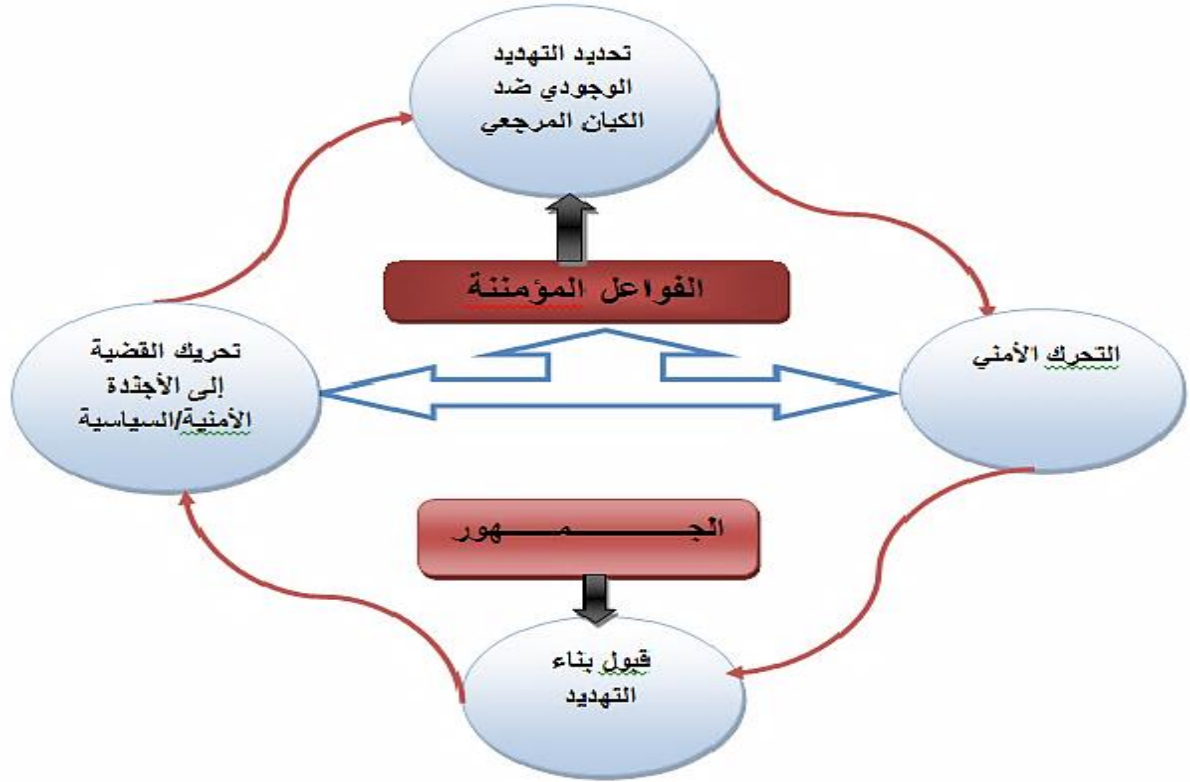 تحديد التهديد
الوجودي ضد
الكيان المرجعي
الفواعل المؤمننة
تحريك القضية
إلى الأجندة
الأمنية/السياسية
التحرك الأمني
الجـــــمـــــهور
قبول بناء
التهديد